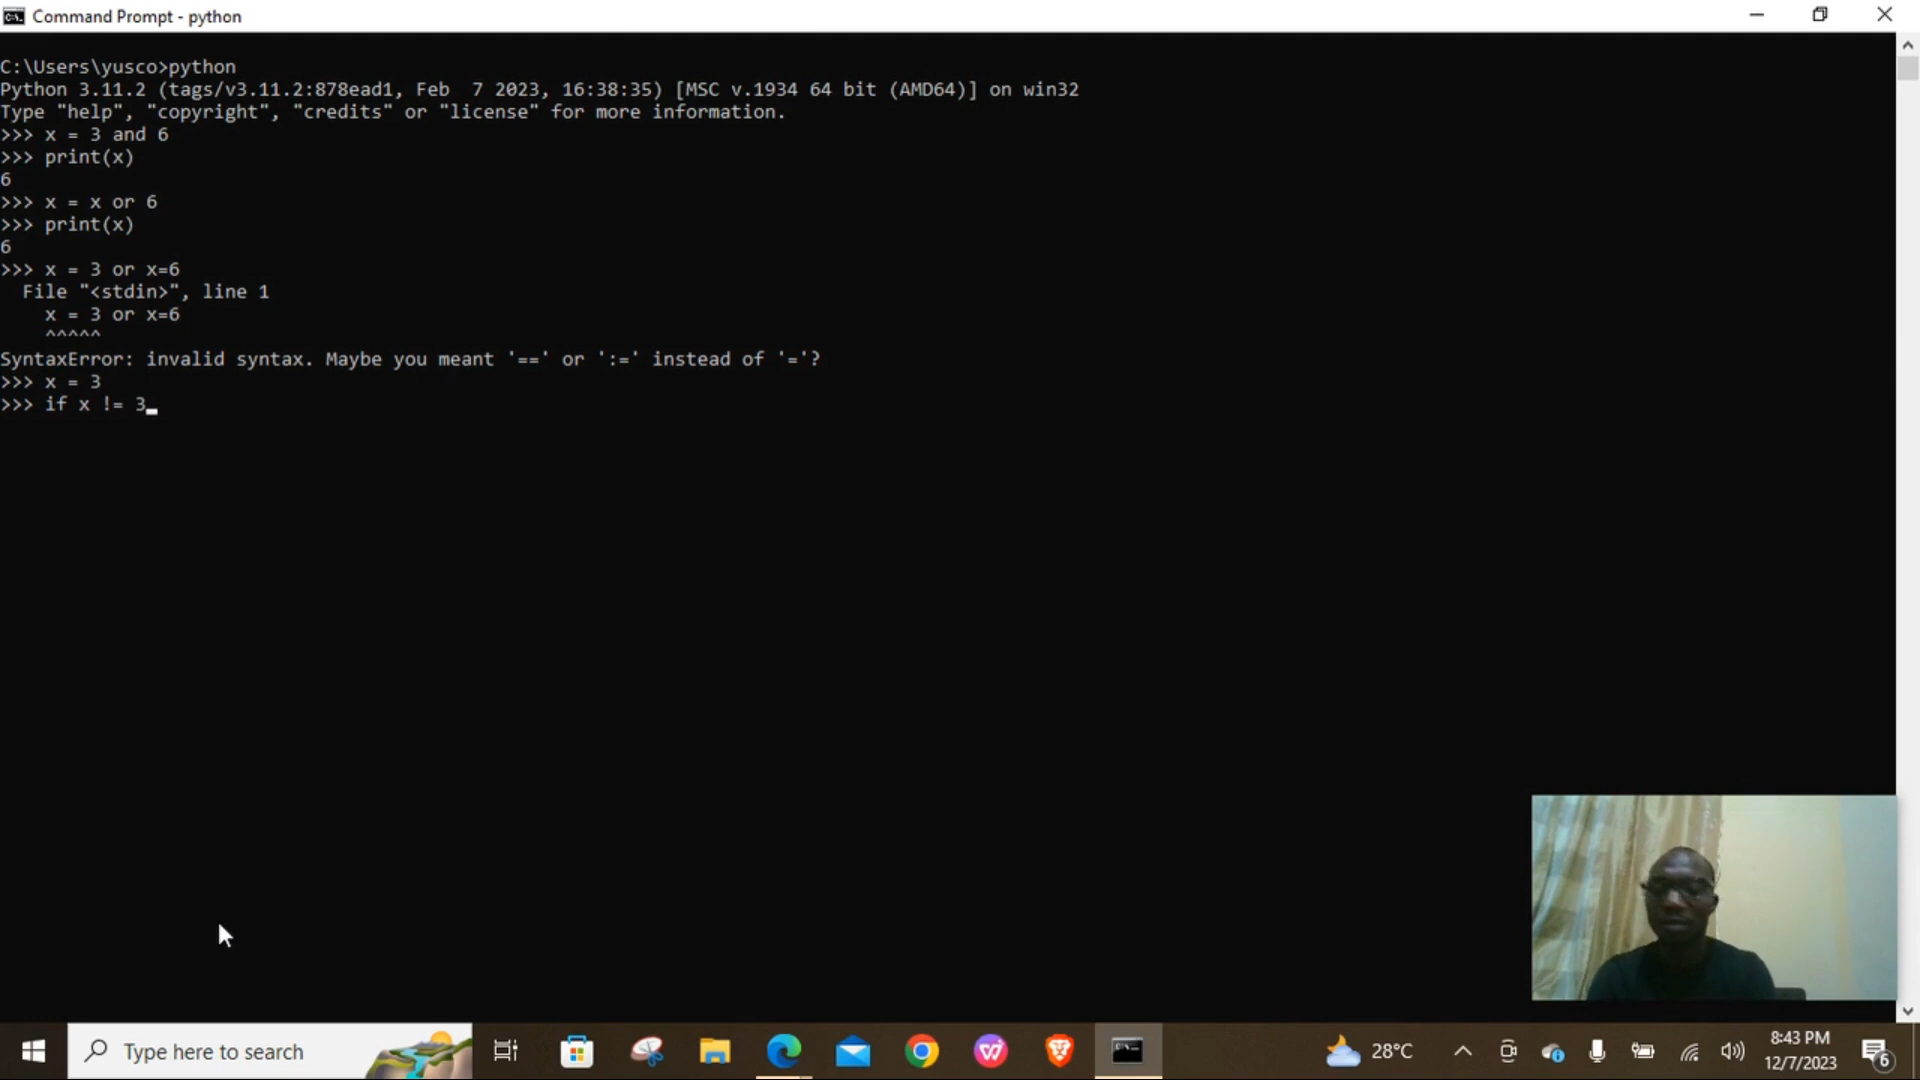 Command Prompt - python
C:\Users\yusco>python
Python 3.11.2 (tags/v3.11.2:878ead1, Feb  7 2023, 16:38:35) [MSC v.1934 64 bit (AMD64)] on win32
Type "help", "copyright", "credits" or "license" for more information.
>>> x = 3 and 6
>>> print(x)
6
>>> x = x or 6
>>> print(x)
6
>>> x = 3 or x=6
  File "<stdin>", line 1
    x = 3 or x=6
    ^^^^^
SyntaxError: invalid syntax. Maybe you meant '==' or ':=' instead of '='?
>>> x = 3
>>> if x != 3_
Type here to search
28°C
8:43 PM
12/7/2023
6